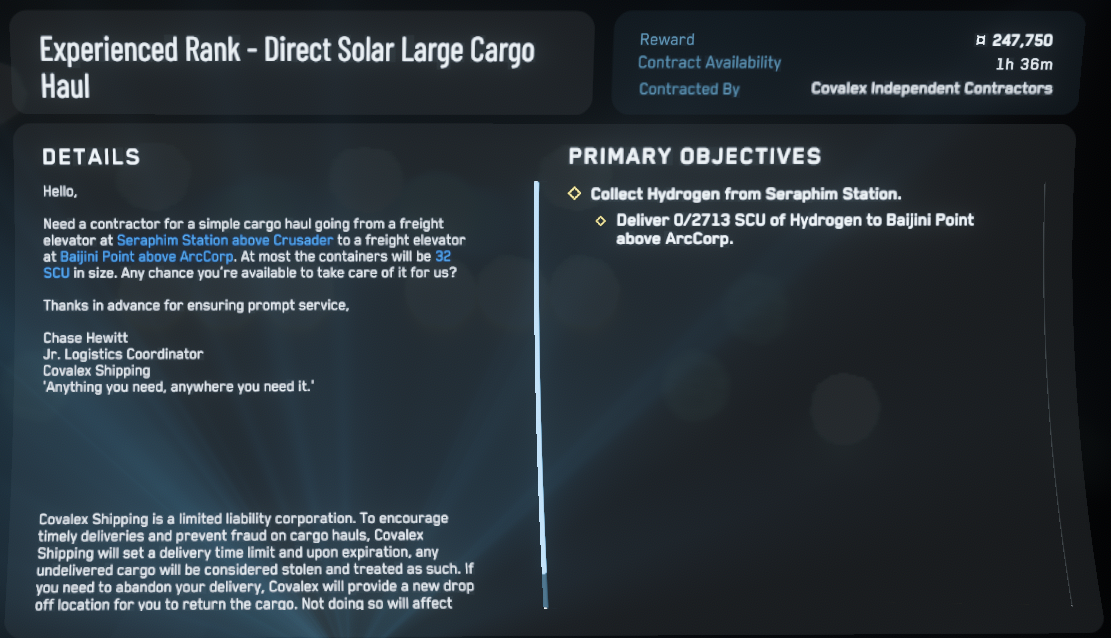 Experienced Rank - Direct Solar Large Cargo
Haul
Reward
¤ 247,750
Contract Availability
1h 36m
Contracted By
Covalex Independent Contractors
DETAILS
Hello,
Need a contractor for a simple cargo haul going from a freight
elevator at Seraphim Station above Crusader to a freight elevator
at Baijini Point above ArcCorp. At most the containers will be 32
SCU in size. Any chance you're available to take care of it for us?
Thanks in advance for ensuring prompt service,
Chase Hewitt
Jr. Logistics Coordinator
Covalex Shipping
'Anything you need, anywhere you need it.'
Covalex Shipping is a limited liability corporation. To encourage
timely deliveries and prevent fraud on cargo hauls, Covalex
Shipping will set a delivery time limit and upon expiration, any
undelivered cargo will be considered stolen and treated as such. If
you need to abandon your delivery, Covalex will provide a new drop
off location for you to return the cargo. Not doing so will affect
PRIMARY OBJECTIVES
Collect Hydrogen from Seraphim Station.
Deliver 0/2713 SCU of Hydrogen to Baijini Point
above ArcCorp.